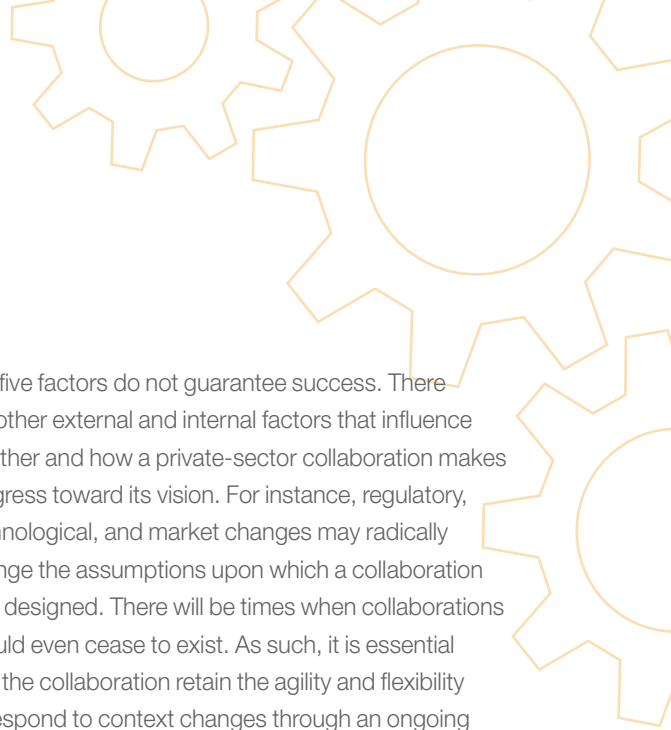 five factors do not guarantee success. There
other external and internal factors that influence
ther and how a private-sector collaboration makes
gress toward its vision. For instance, regulatory,
hnological, and market changes may radically
nge the assumptions upon which a collaboration
designed. There will be times when collaborations
uld even cease to exist. As such, it is essential
the collaboration retain the agility and flexibility
espond to context changes through an ongoing